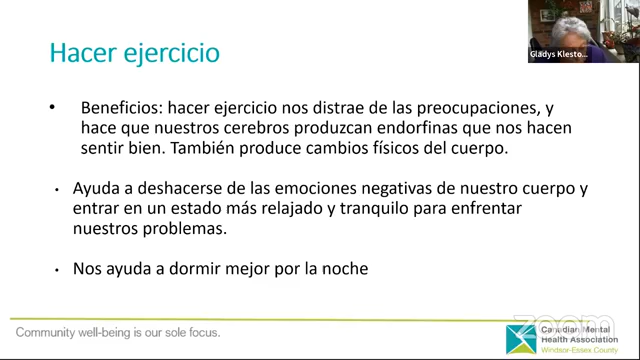 Hacer ejercicio
Gladys Klesto...
• Beneficios: hacer ejercicio nos distrae de las preocupaciones, y
hace que nuestros cerebros produzcan endorfinas que nos hacen
sentir bien. También produce cambios físicos del cuerpo.
• Ayuda a deshacerse de las emociones negativas de nuestro cuerpo y
entrar en un estado más relajado y tranquilo para enfrentar
nuestros problemas.
• Nos ayuda a dormir mejor por la noche
Community well-being is our sole focus.
zoom
Canadian Mental
Health Association
Windsor-Essex County